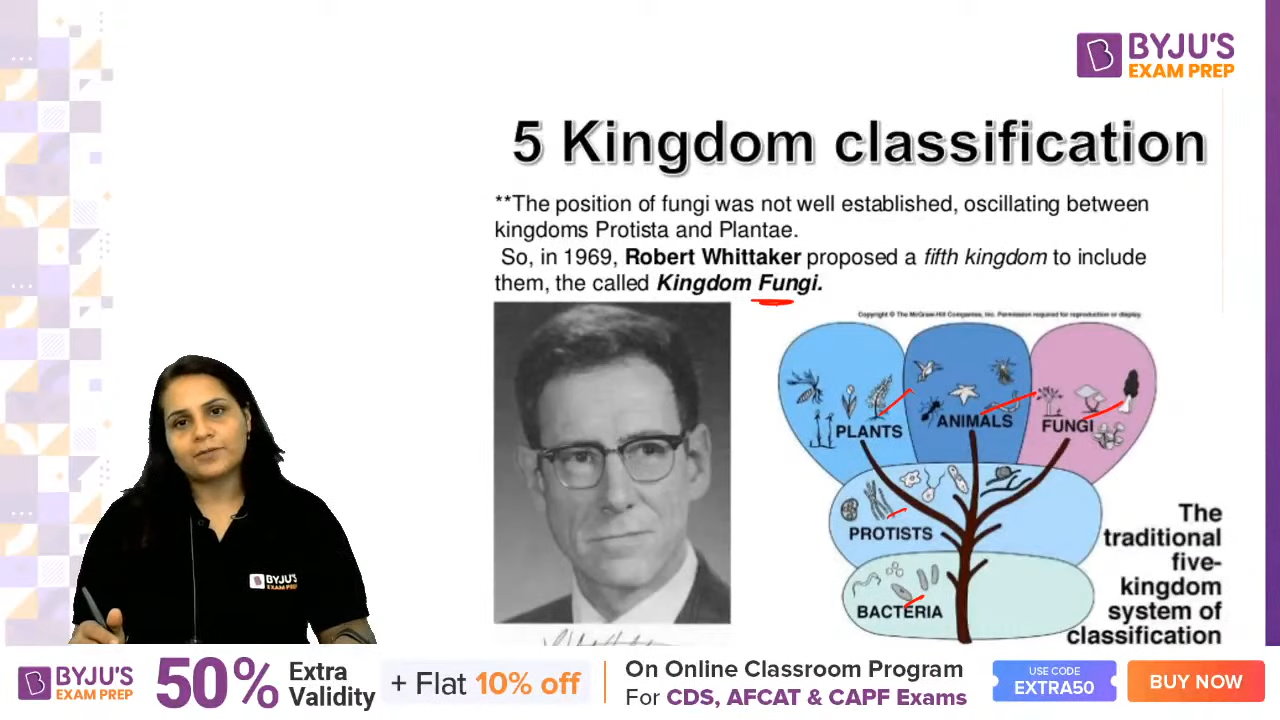 BYJU'S
EXAM PREP
5 Kingdom classification
**The position of fungi was not well established, oscillating between
kingdoms Protista and Plantae.
So, in 1969, Robert Whittaker proposed a fifth kingdom to include
them, the called Kingdom Fungi.
Copyright © The McGraw-Hill Companies, Inc. Permission required for reproduction or display.
PLANTS
ANIMALS
FUNGI
PROTISTS
BACTERIA
The
traditional
five-
kingdom
system of
classification
BYJU'S
EXAM PREP
BYJU'S
EXAM PREP
50% Extra
Validity
+ Flat 10% off
On Online Classroom Program
For CDS, AFCAT & CAPF Exams
USE CODE
EXTRA50
BUY NOW